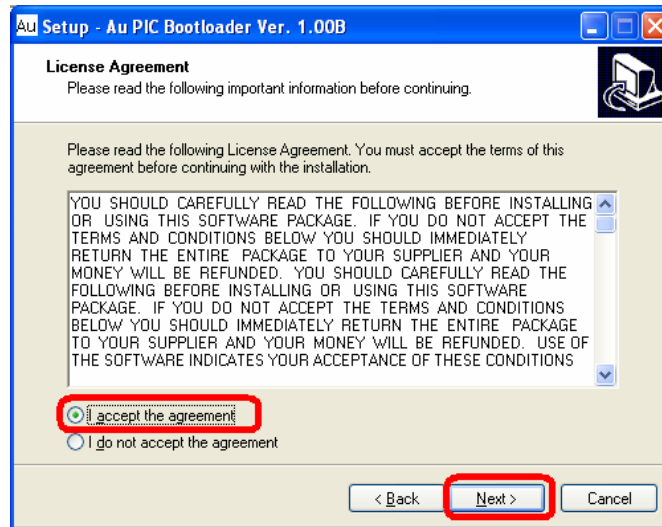 Au Setup - Au PIC Bootloader Ver. 1.00B
License Agreement
Please read the following important information before continuing.
Please read the following License Agreement. You must accept the terms of this
agreement before continuing with the installation.
YOU SHOULD CAREFULLY READ THE FOLLOWING BEFORE INSTALLING
OR USING THIS SOFTWARE PACKAGE. IF YOU DO NOT ACCEPT THE
TERMS AND CONDITIONS BELOW YOU SHOULD IMMEDIATELY
RETURN THE ENTIRE PACKAGE TO YOUR SUPPLIER AND YOUR
MONEY WILL BE REFUNDED. YOU SHOULD CAREFULLY READ THE
FOLLOWING BEFORE INSTALLING OR USING THIS SOFTWARE
PACKAGE. IF YOU DO NOT ACCEPT THE TERMS AND CONDITIONS
BELOW YOU SHOULD IMMEDIATELY RETURN THE ENTIRE PACKAGE
TO YOUR SUPPLIER AND YOUR MONEY WILL BE REFUNDED. USE OF
THE SOFTWARE INDICATES YOUR ACCEPTANCE OF THESE CONDITIONS
I accept the agreement
I do not accept the agreement
< Back Next > Cancel